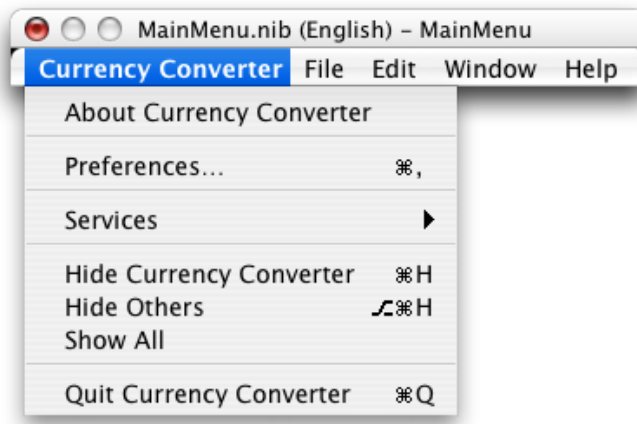 MainMenu.nib (English) – MainMenu
Currency Converter File Edit Window Help
About Currency Converter
Preferences... ⌘,
Services
Hide Currency Converter ⌘H
Hide Others ⌥⌘H
Show All
Quit Currency Converter ⌘Q